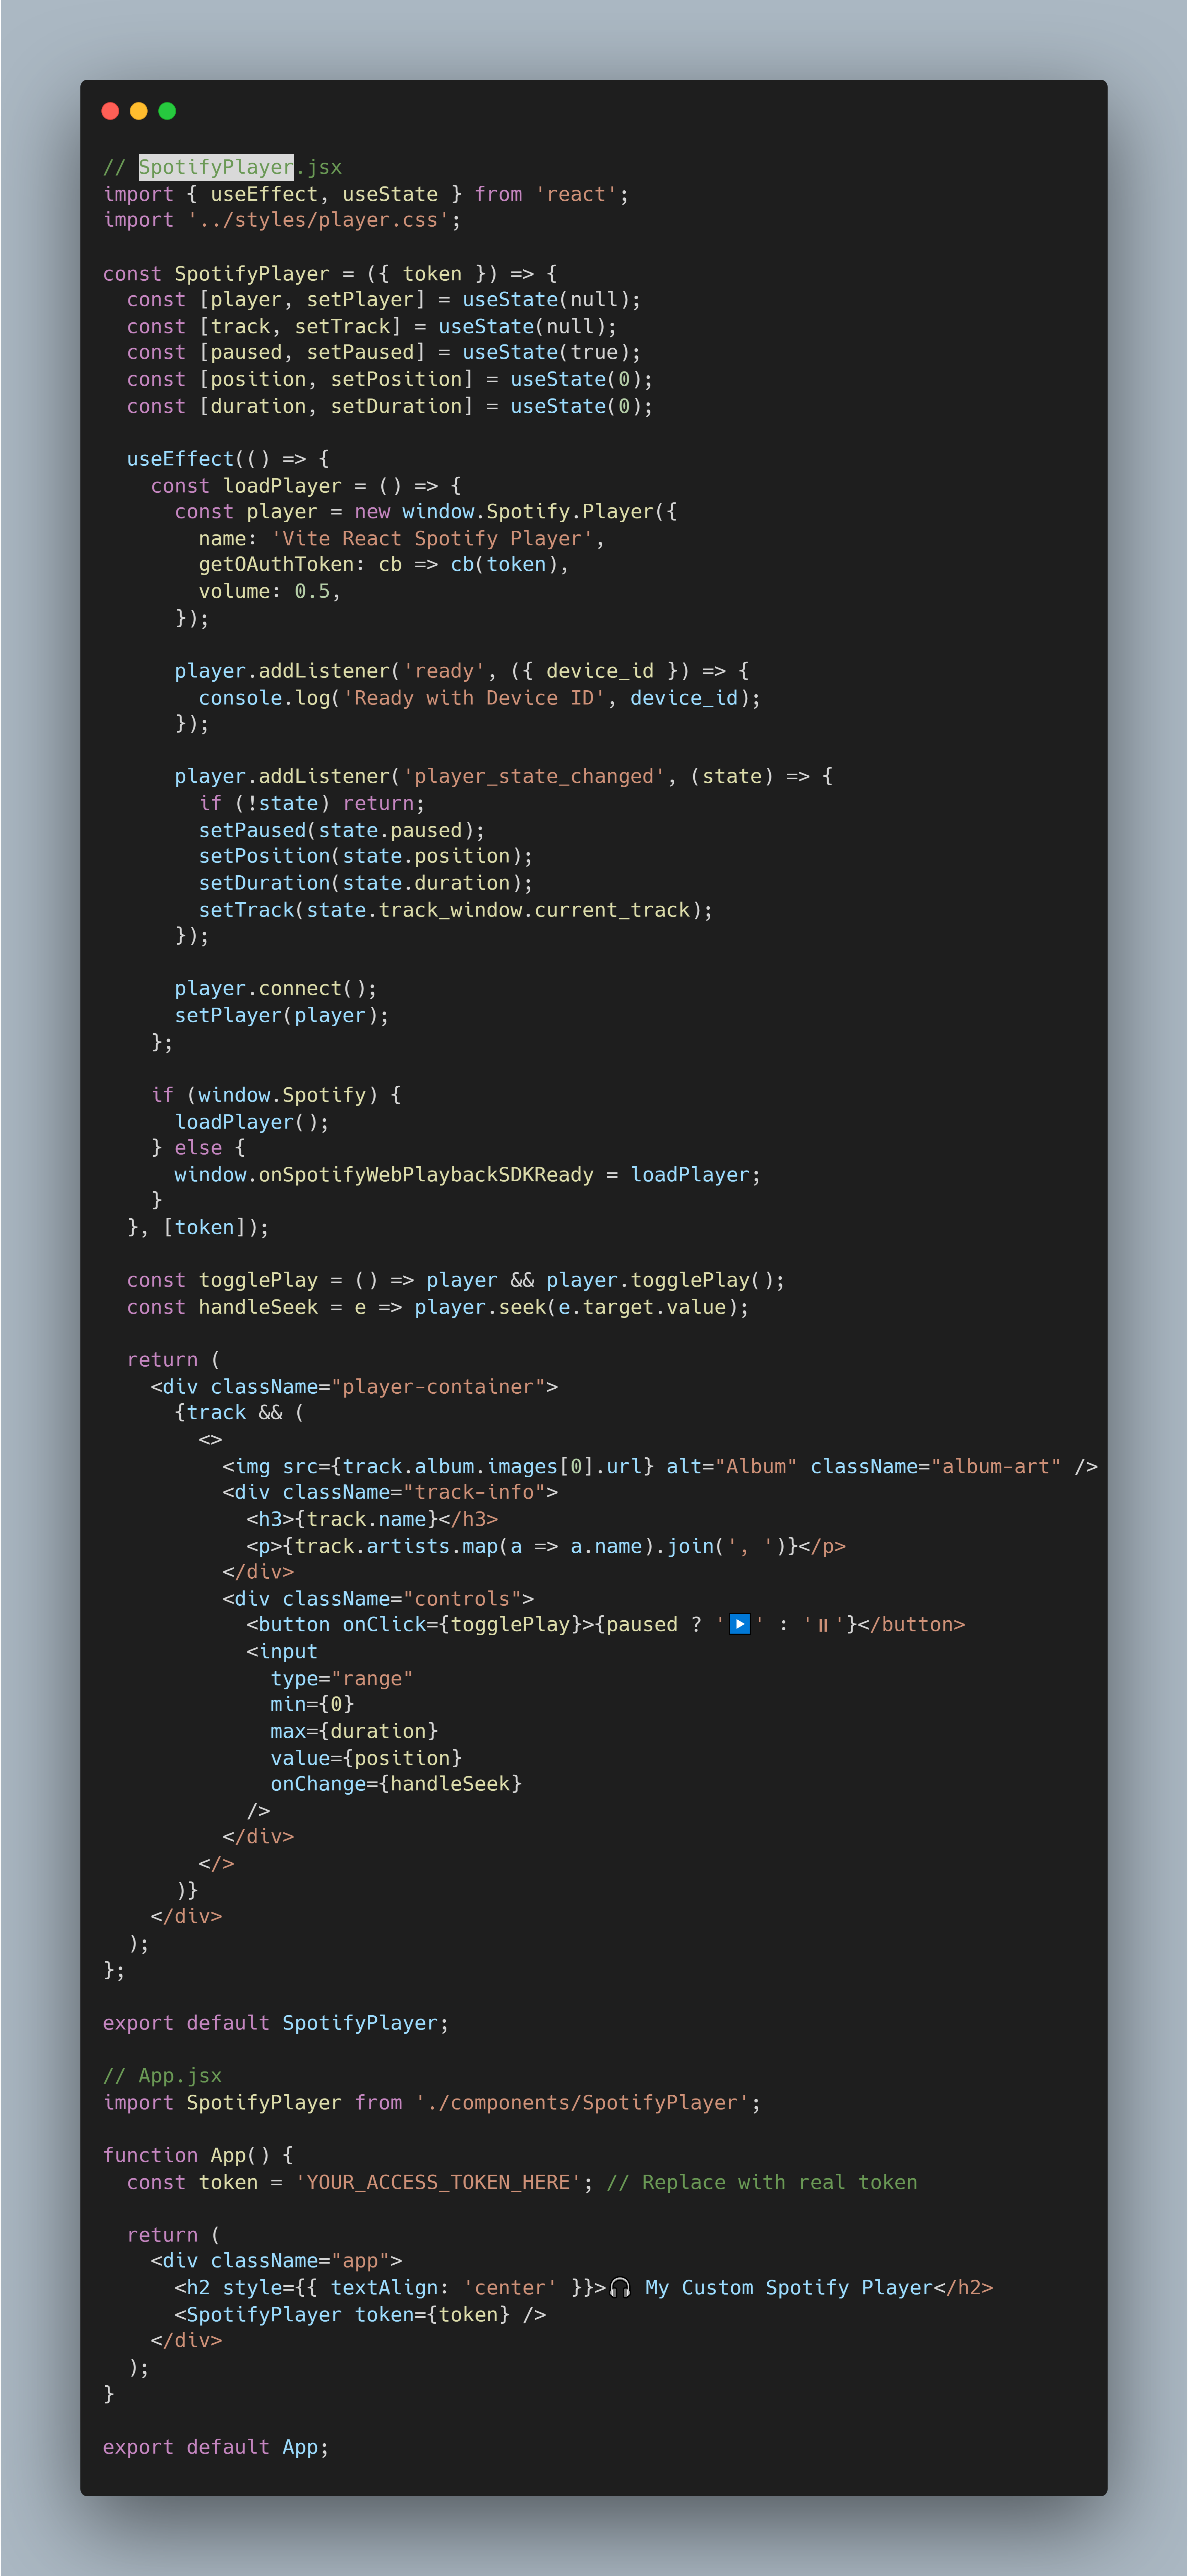 // SpotifyPlayer.jsx
import { useEffect, useState } from 'react';
import '../styles/player.css';

const SpotifyPlayer = ({ token }) => {
  const [player, setPlayer] = useState(null);
  const [track, setTrack] = useState(null);
  const [paused, setPaused] = useState(true);
  const [position, setPosition] = useState(0);
  const [duration, setDuration] = useState(0);

  useEffect(() => {
    const loadPlayer = () => {
      const player = new window.Spotify.Player({
        name: 'Vite React Spotify Player',
        getOAuthToken: cb => cb(token),
        volume: 0.5,
      });

      player.addListener('ready', ({ device_id }) => {
        console.log('Ready with Device ID', device_id);
      });

      player.addListener('player_state_changed', (state) => {
        if (!state) return;
        setPaused(state.paused);
        setPosition(state.position);
        setDuration(state.duration);
        setTrack(state.track_window.current_track);
      });

      player.connect();
      setPlayer(player);
    };

    if (window.Spotify) {
      loadPlayer();
    } else {
      window.onSpotifyWebPlaybackSDKReady = loadPlayer;
    }
  }, [token]);

  const togglePlay = () => player && player.togglePlay();
  const handleSeek = e => player.seek(e.target.value);

  return (
    <div className="player-container">
      {track && (
        <>
          <img src={track.album.images[0].url} alt="Album" className="album-art" />
          <div className="track-info">
            <h3>{track.name}</h3>
            <p>{track.artists.map(a => a.name).join(', ')}</p>
          </div>
          <div className="controls">
            <button onClick={togglePlay}>{paused ? '▶️' : '⏸'}</button>
            <input
              type="range"
              min={0}
              max={duration}
              value={position}
              onChange={handleSeek}
            />
          </div>
        </>
      )}
    </div>
  );
};

export default SpotifyPlayer;

// App.jsx
import SpotifyPlayer from './components/SpotifyPlayer';

function App() {
  const token = 'YOUR_ACCESS_TOKEN_HERE'; // Replace with real token

  return (
    <div className="app">
      <h2 style={{ textAlign: 'center' }}>🎧 My Custom Spotify Player</h2>
      <SpotifyPlayer token={token} />
    </div>
  );
}

export default App;